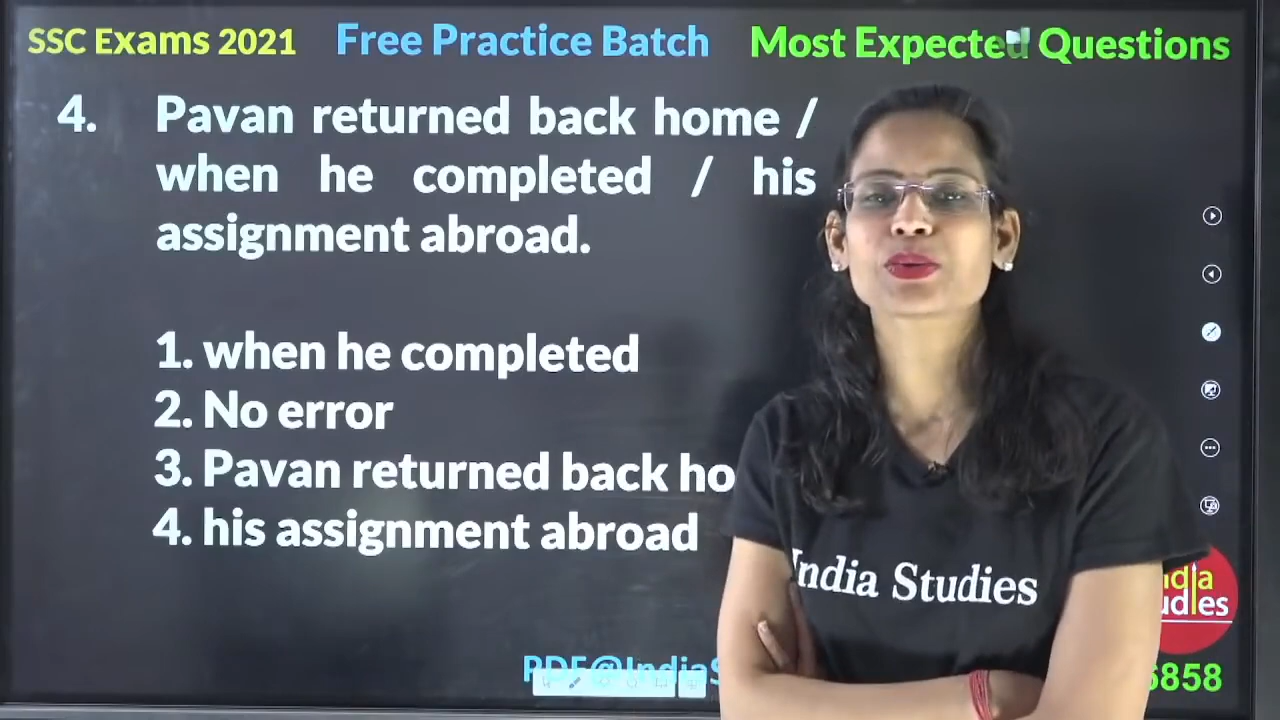 SSC Exams 2021 Free Practice Batch Most Expected Questions
4. Pavan returned back home /
when he completed / his
assignment abroad.
1. when he completed
2. No error
3. Pavan returned back ho
4. his assignment abroad
India Studies
6858